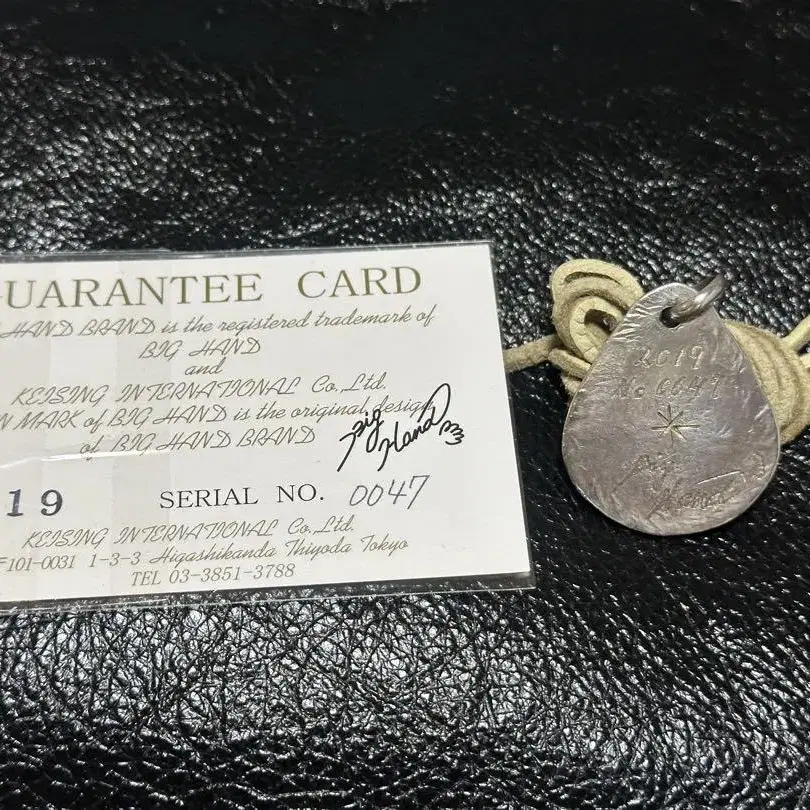 UARANTEE CARD
HAND BRAND is the registered trademark of
BIG HAND
and
KEISING INTERNATIONAL Co,.Ltd.
N MARK of BIG HAND is the original design
of BIG HAND BRAND
Big
Hand
19 SERIAL NO. 0047
KEISING INTERNATIONAL Co,.Ltd.
〒101-0031 1-3-3 Higashikanda Thiyoda Tokyo
TEL 03-3851-3788
2019
No 0047
Big
Hand